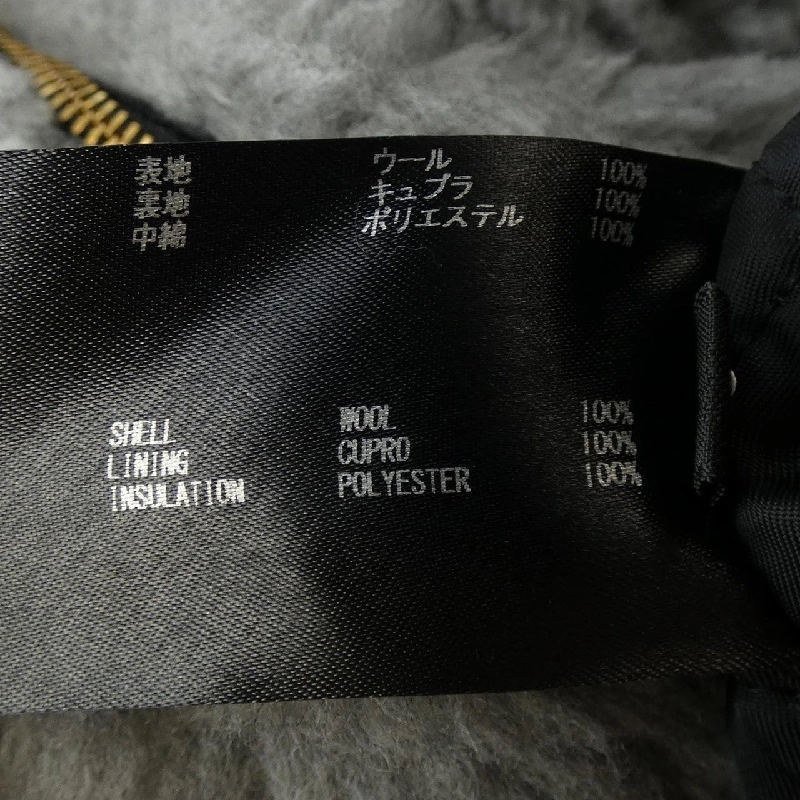 表地 ウール 100%
裏地 キュプラ 100%
中綿 ポリエステル 100%
SHELL WOOL 100%
LINING CUPRO 100%
INSULATION POLYESTER 100%